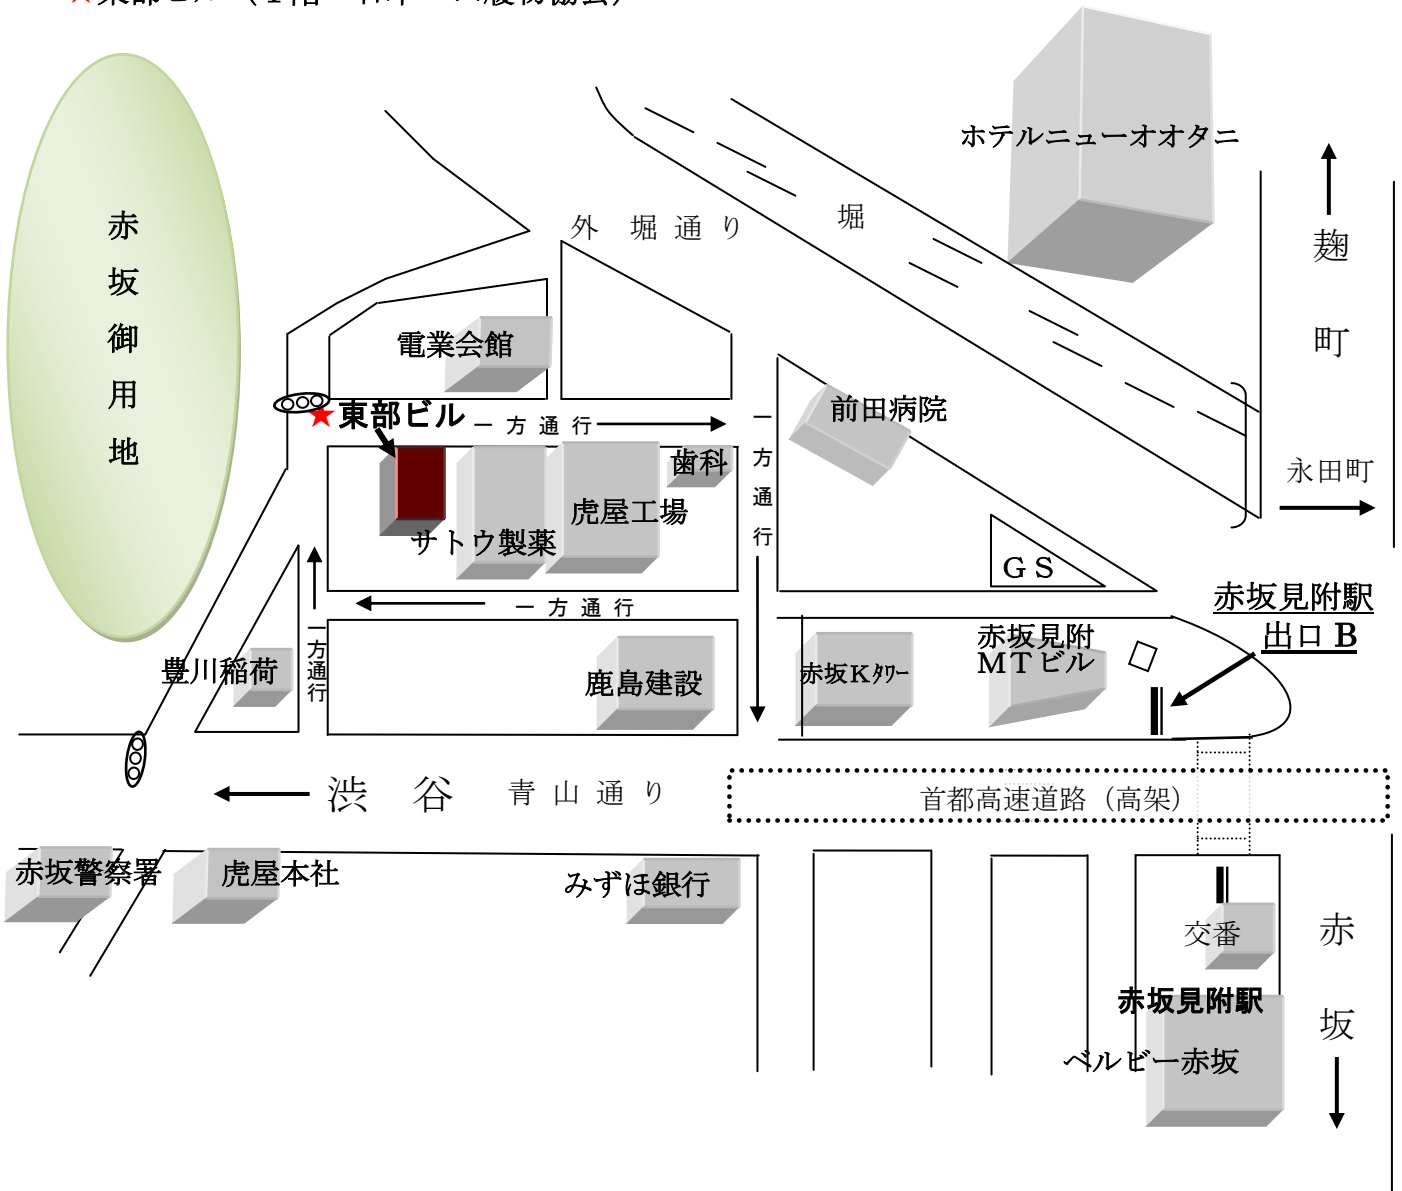 ★東部ビル
ホテルニューオオタニ
赤坂御用地
外堀通り
堀
麹町
電業会館
★東部ビル
一方通行
一方通行
前田病院
歯科
永田町
虎屋工場
サトウ製薬
GS
一方通行
赤坂見附駅
出口B
一方通行
豊川稲荷
鹿島建設
赤坂Kタワー
赤坂見附
MTビル
渋谷
青山通り
首都高速道路(高架)
赤坂警察署
虎屋本社
みずほ銀行
交番
赤坂
赤坂見附駅
ベルビー赤坂